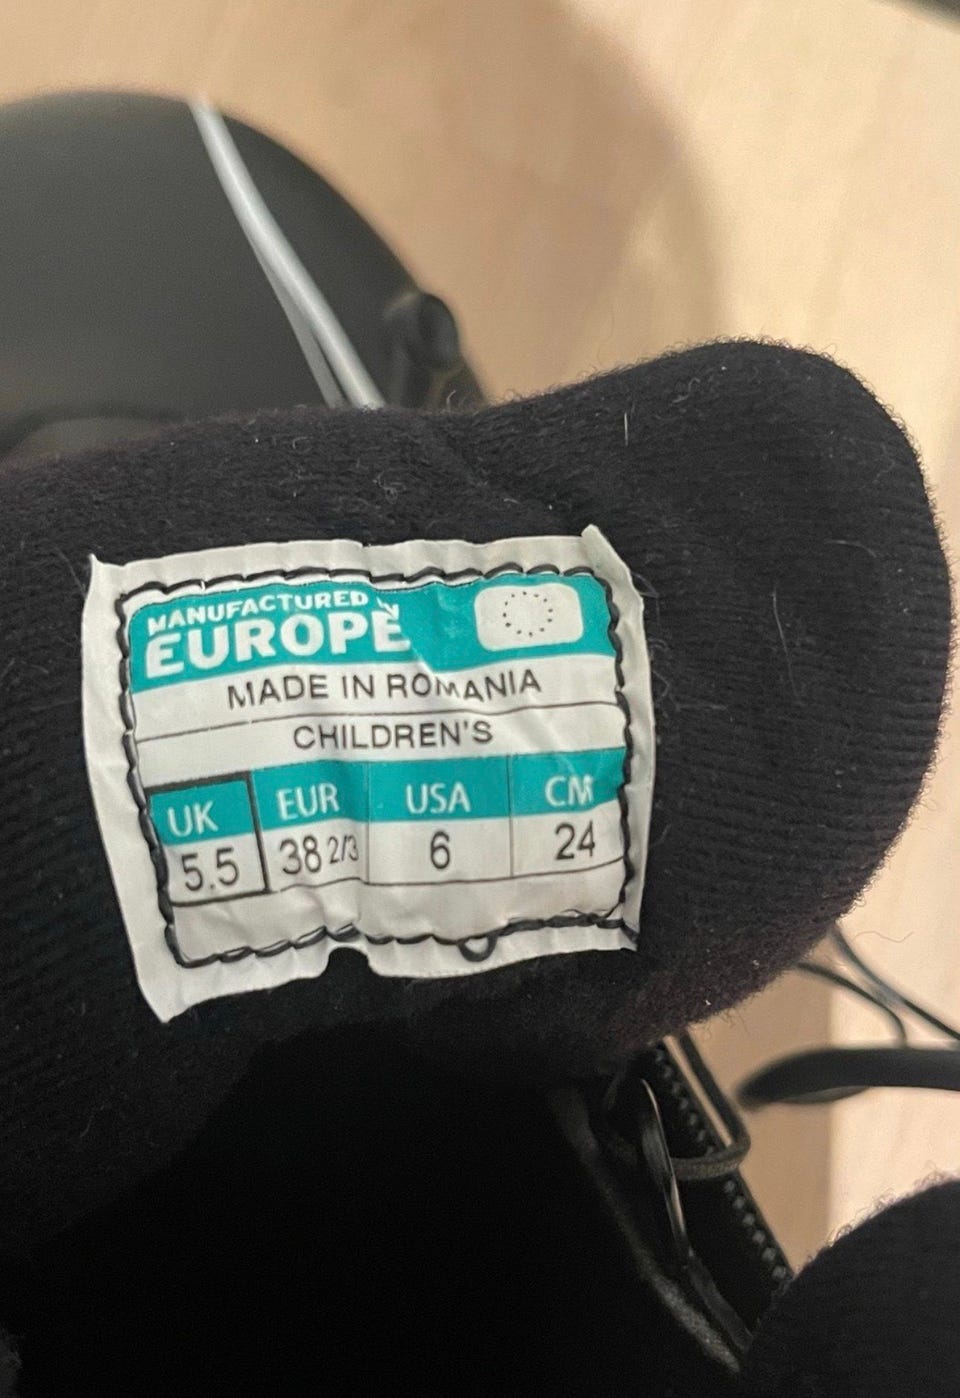 MANUFACTURED IN
EUROPE
MADE IN ROMANIA
CHILDREN'S
UK EUR USA CM
5.5 38 2/3 6 24